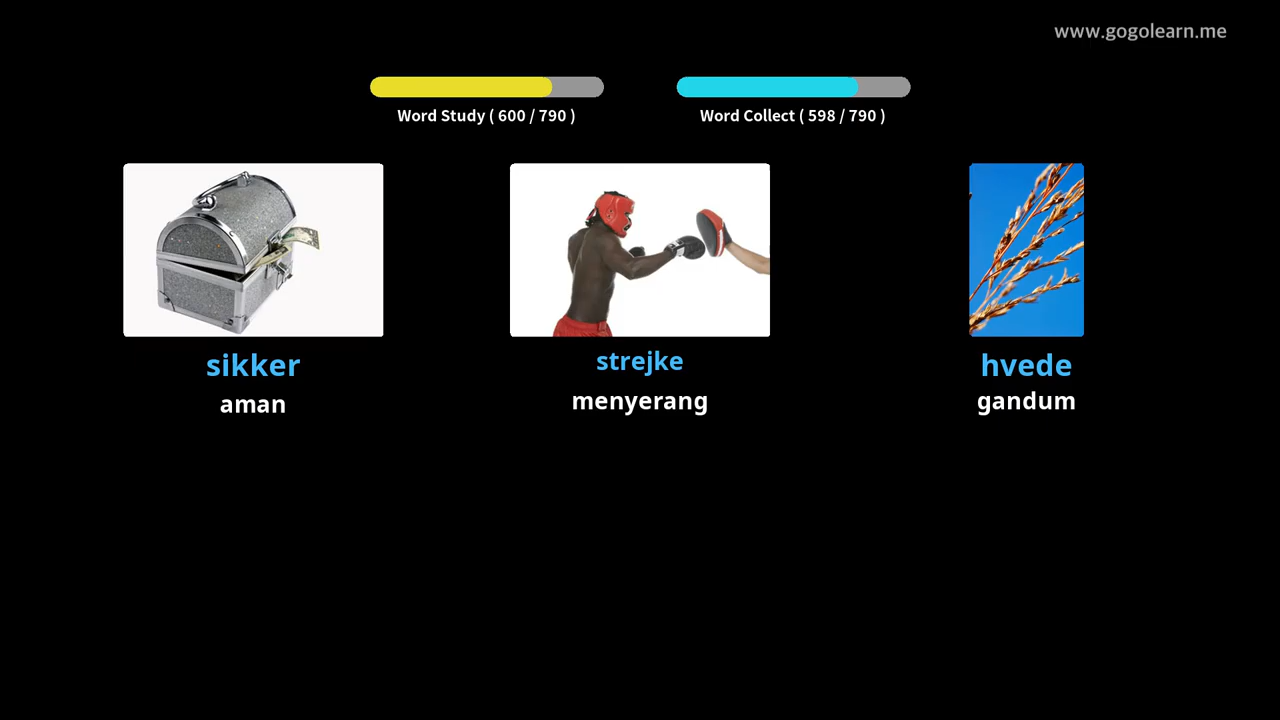 www.gogolearn.me
Word Study ( 600 / 790 )
Word Collect ( 598 / 790 )
sikker
aman
strejke
menyerang
hvede
gandum